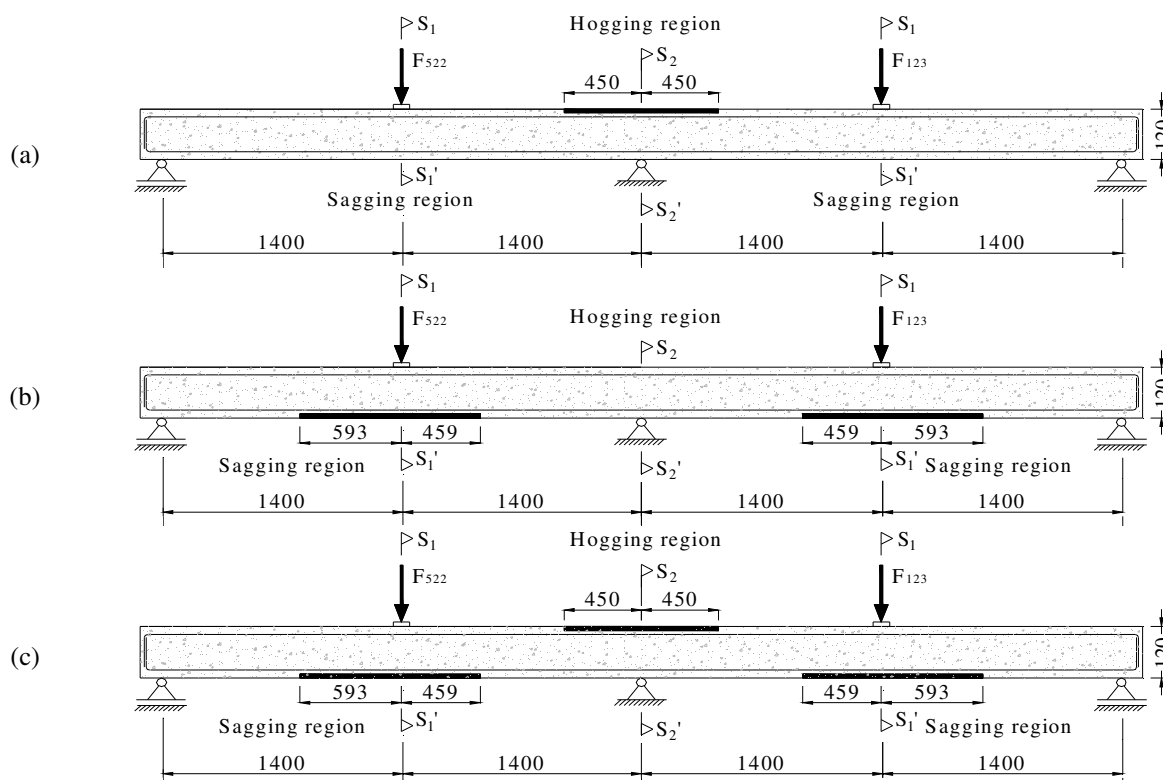 S1 S1
Hogging region
F522 S2 F123
450 450
(a) 120
S1' S1'
Sagging region Sagging region
S2'
1400 1400 1400 1400
S1 S1
F522 Hogging region F123
S2
(b) 120
593 459 459 593
Sagging region S1' S2' S1' Sagging region
1400 1400 1400 1400
S1 Hogging region S1
F522 S2 F123
450 450
(c) 120
593 459 459 593
Sagging region S1' S2' S1' Sagging region
1400 1400 1400 1400